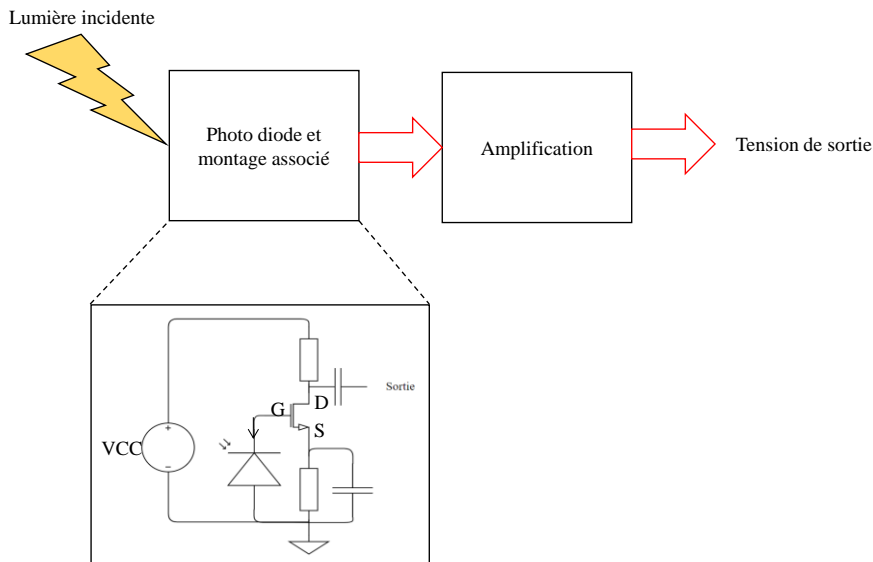 Lumière incidente
Photo diode et
montage associé
Amplification
Tension de sortie
Sortie
G
D
S
VCC
+
−